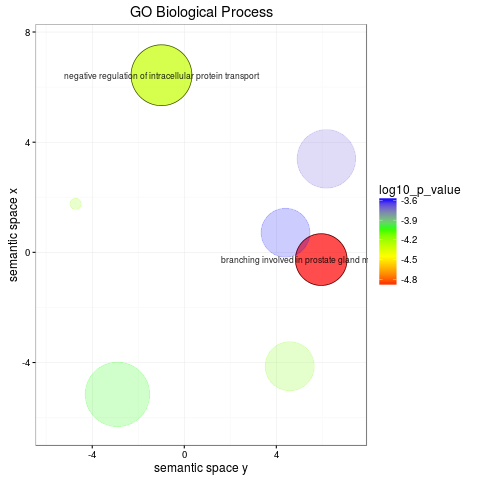 GO Biological Process
8
4
0
-4
-4
0
4
semantic space x
semantic space y
negative regulation of intracellular protein transport
branching involved in prostate gland m
log10_p_value
-3.6
-3.9
-4.2
-4.5
-4.8